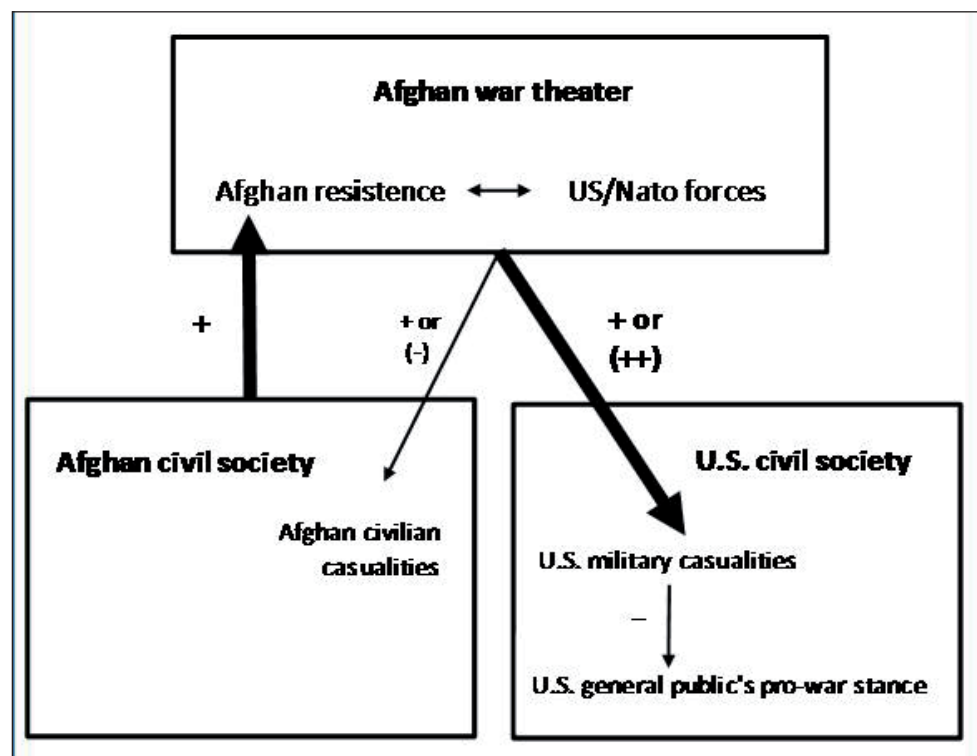 Afghan war theater
Afghan resistence
US/Nato forces
+
+ or
(-)
+ or
(++)
Afghan civil society
Afghan civilian
casualities
U.S. civil society
U.S. military casualities
–
U.S. general public's pro-war stance